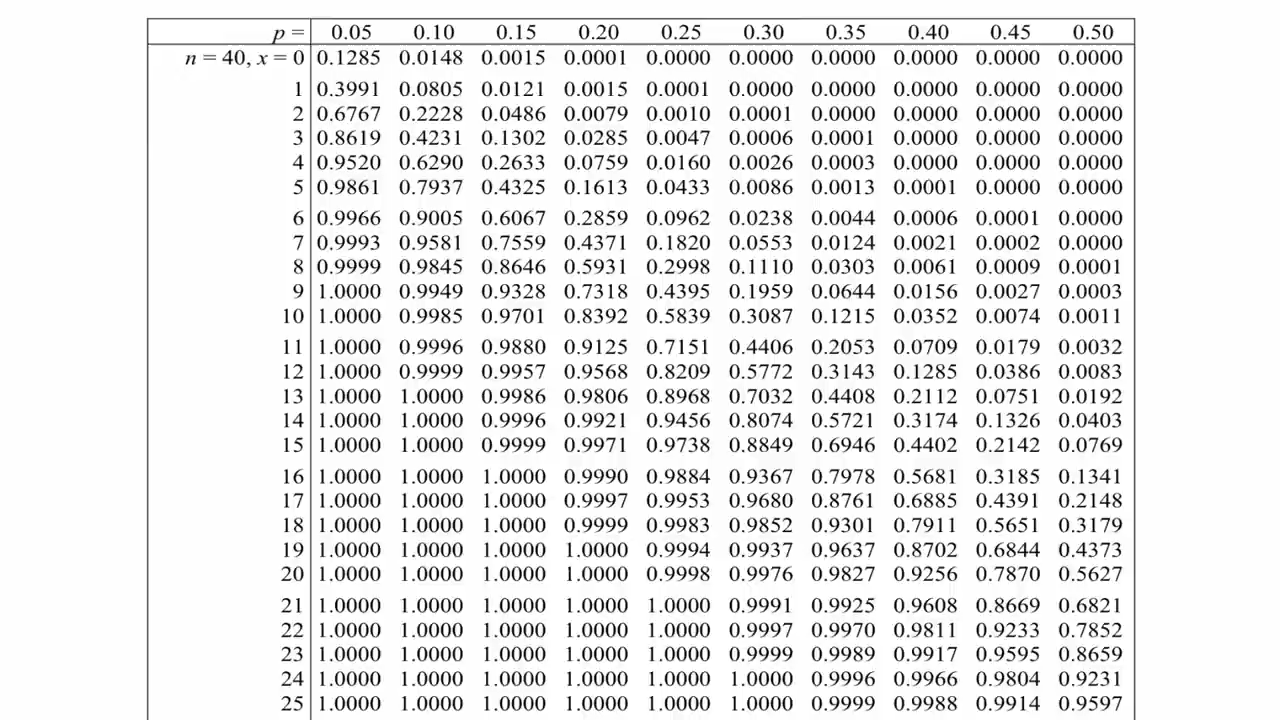 p = 0.05 0.10 0.15 0.20 0.25 0.30 0.35 0.40 0.45 0.50
n = 40, x = 0 0.1285 0.0148 0.0015 0.0001 0.0000 0.0000 0.0000 0.0000 0.0000 0.0000
1 0.3991 0.0805 0.0121 0.0015 0.0001 0.0000 0.0000 0.0000 0.0000 0.0000
2 0.6767 0.2228 0.0486 0.0079 0.0010 0.0001 0.0000 0.0000 0.0000 0.0000
3 0.8619 0.4231 0.1302 0.0285 0.0047 0.0006 0.0001 0.0000 0.0000 0.0000
4 0.9520 0.6290 0.2633 0.0759 0.0160 0.0026 0.0003 0.0000 0.0000 0.0000
5 0.9861 0.7937 0.4325 0.1613 0.0433 0.0086 0.0013 0.0001 0.0000 0.0000
6 0.9966 0.9005 0.6067 0.2859 0.0962 0.0238 0.0044 0.0006 0.0001 0.0000
7 0.9993 0.9581 0.7559 0.4371 0.1820 0.0553 0.0124 0.0021 0.0002 0.0000
8 0.9999 0.9845 0.8646 0.5931 0.2998 0.1110 0.0303 0.0061 0.0009 0.0001
9 1.0000 0.9949 0.9328 0.7318 0.4395 0.1959 0.0644 0.0156 0.0027 0.0003
10 1.0000 0.9985 0.9701 0.8392 0.5839 0.3087 0.1215 0.0352 0.0074 0.0011
11 1.0000 0.9996 0.9880 0.9125 0.7151 0.4406 0.2053 0.0709 0.0179 0.0032
12 1.0000 0.9999 0.9957 0.9568 0.8209 0.5772 0.3143 0.1285 0.0386 0.0083
13 1.0000 1.0000 0.9986 0.9806 0.8968 0.7032 0.4408 0.2112 0.0751 0.0192
14 1.0000 1.0000 0.9996 0.9921 0.9456 0.8074 0.5721 0.3174 0.1326 0.0403
15 1.0000 1.0000 0.9999 0.9971 0.9738 0.8849 0.6946 0.4402 0.2142 0.0769
16 1.0000 1.0000 1.0000 0.9990 0.9884 0.9367 0.7978 0.5681 0.3185 0.1341
17 1.0000 1.0000 1.0000 0.9997 0.9953 0.9680 0.8761 0.6885 0.4391 0.2148
18 1.0000 1.0000 1.0000 0.9999 0.9983 0.9852 0.9301 0.7911 0.5651 0.3179
19 1.0000 1.0000 1.0000 1.0000 0.9994 0.9937 0.9637 0.8702 0.6844 0.4373
20 1.0000 1.0000 1.0000 1.0000 0.9998 0.9976 0.9827 0.9256 0.7870 0.5627
21 1.0000 1.0000 1.0000 1.0000 1.0000 0.9991 0.9925 0.9608 0.8669 0.6821
22 1.0000 1.0000 1.0000 1.0000 1.0000 0.9997 0.9970 0.9811 0.9233 0.7852
23 1.0000 1.0000 1.0000 1.0000 1.0000 0.9999 0.9989 0.9917 0.9595 0.8659
24 1.0000 1.0000 1.0000 1.0000 1.0000 1.0000 0.9996 0.9966 0.9804 0.9231
25 1.0000 1.0000 1.0000 1.0000 1.0000 1.0000 0.9999 0.9988 0.9914 0.9597